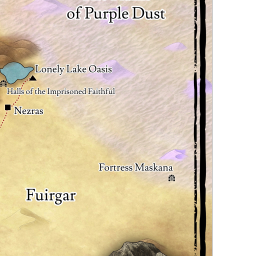 of Purple Dust
Lonely Lake Oasis
Halls of the Imprisoned Faithful
Nezras
Fortress Maskana
Fuirgar